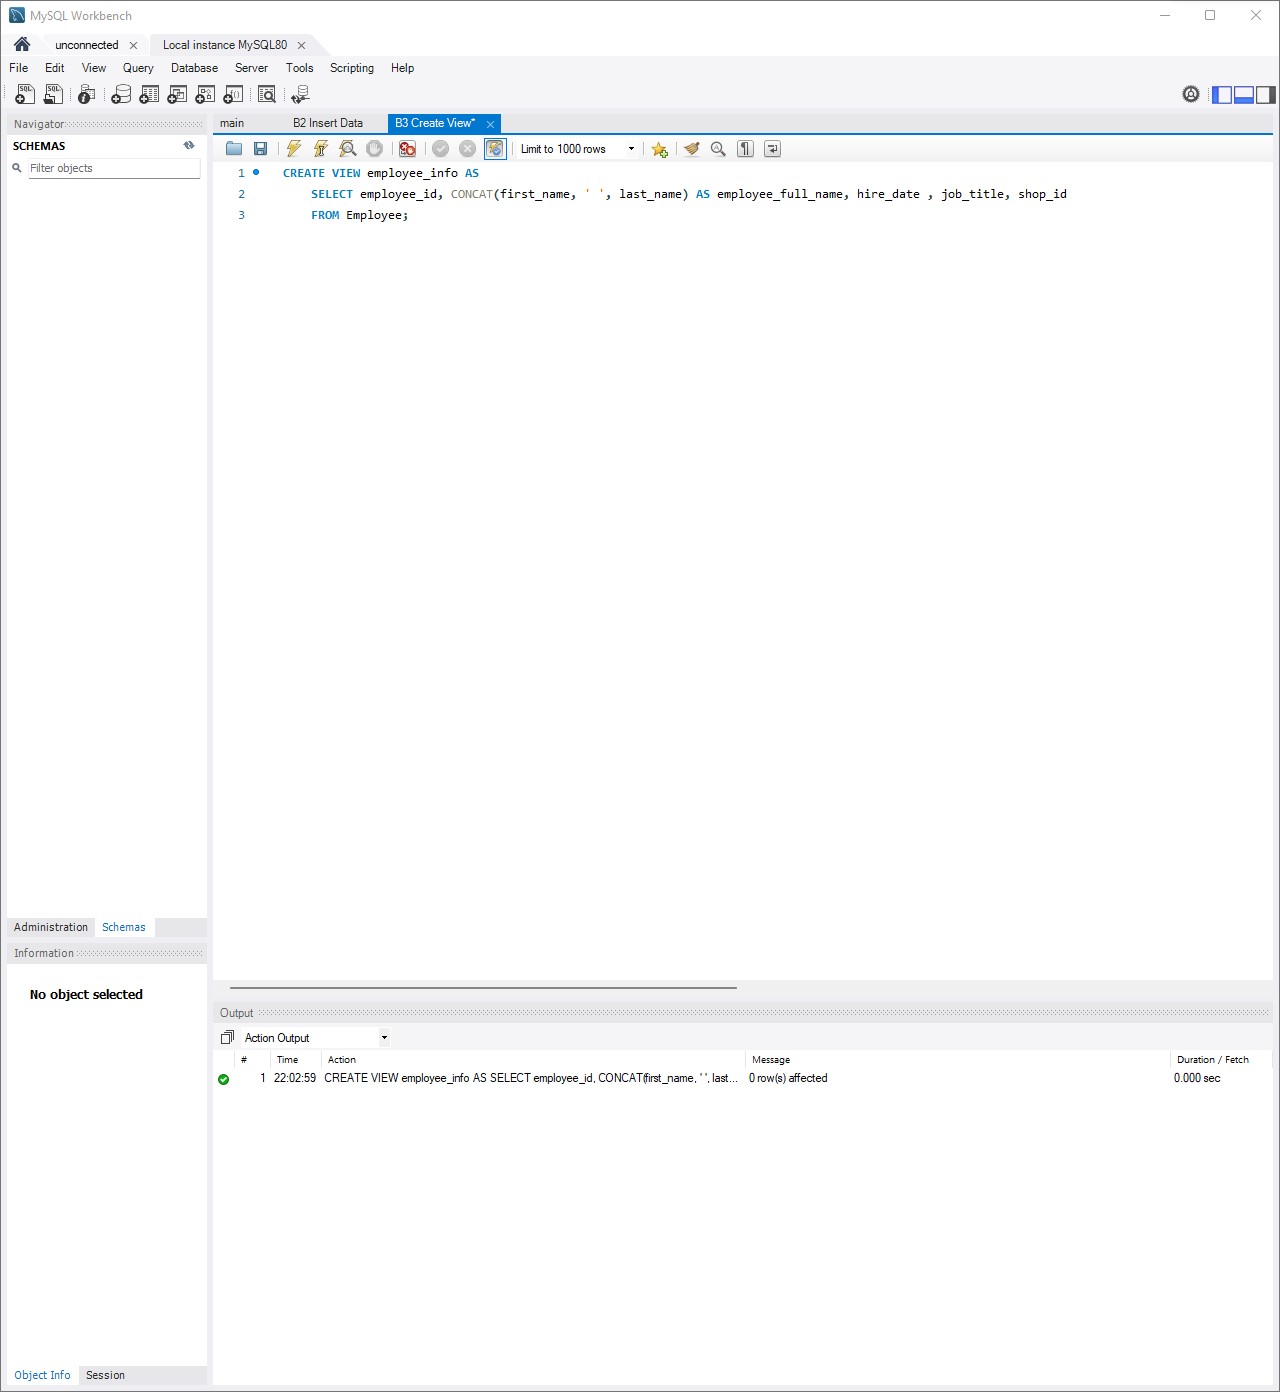 MySQL Workbench
unconnected
Local instance MySQL80
File Edit View Query Database Server Tools Scripting Help
Navigator
SCHEMAS
Filter objects
main B2 Insert Data B3 Create View*
Limit to 1000 rows
1 CREATE VIEW employee_info AS
2 SELECT employee_id, CONCAT(first_name, ' ', last_name) AS employee_full_name, hire_date , job_title, shop_id
3 FROM Employee;
Administration Schemas
Information
No object selected
Output
Action Output
# Time Action Message Duration / Fetch
1 22:02:59 CREATE VIEW employee_info AS SELECT employee_id, CONCAT(first_name, ' ', last... 0 row(s) affected 0.000 sec
Object Info Session